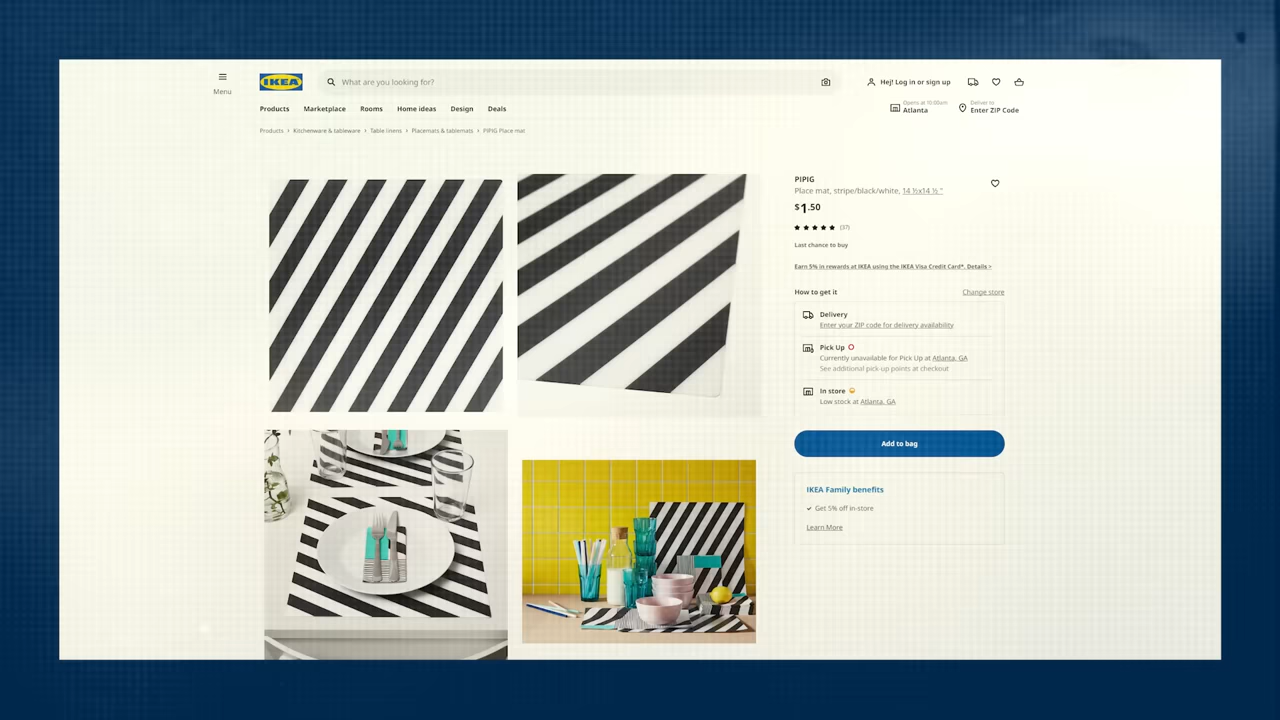 Menu
IKEA
What are you looking for?
Hej! Log in or sign up
Products Marketplace Rooms Home ideas Design Deals
Opens at 10:00am
Atlanta
Deliver to
Enter ZIP Code
Products › Kitchenware & tableware › Table linens › Placemats & tablemats › PIPIG Place mat
PIPIG
Place mat, stripe/black/white, 14 ½x14 ½ "
$1.50
(37)
Last chance to buy
Earn 5% in rewards at IKEA using the IKEA Visa Credit Card*. Details >
How to get it
Change store
Delivery
Enter your ZIP code for delivery availability
Pick Up
Currently unavailable for Pick Up at Atlanta, GA
See additional pick-up points at checkout
In store
Low stock at Atlanta, GA
Add to bag
IKEA Family benefits
Get 5% off in-store
Learn More